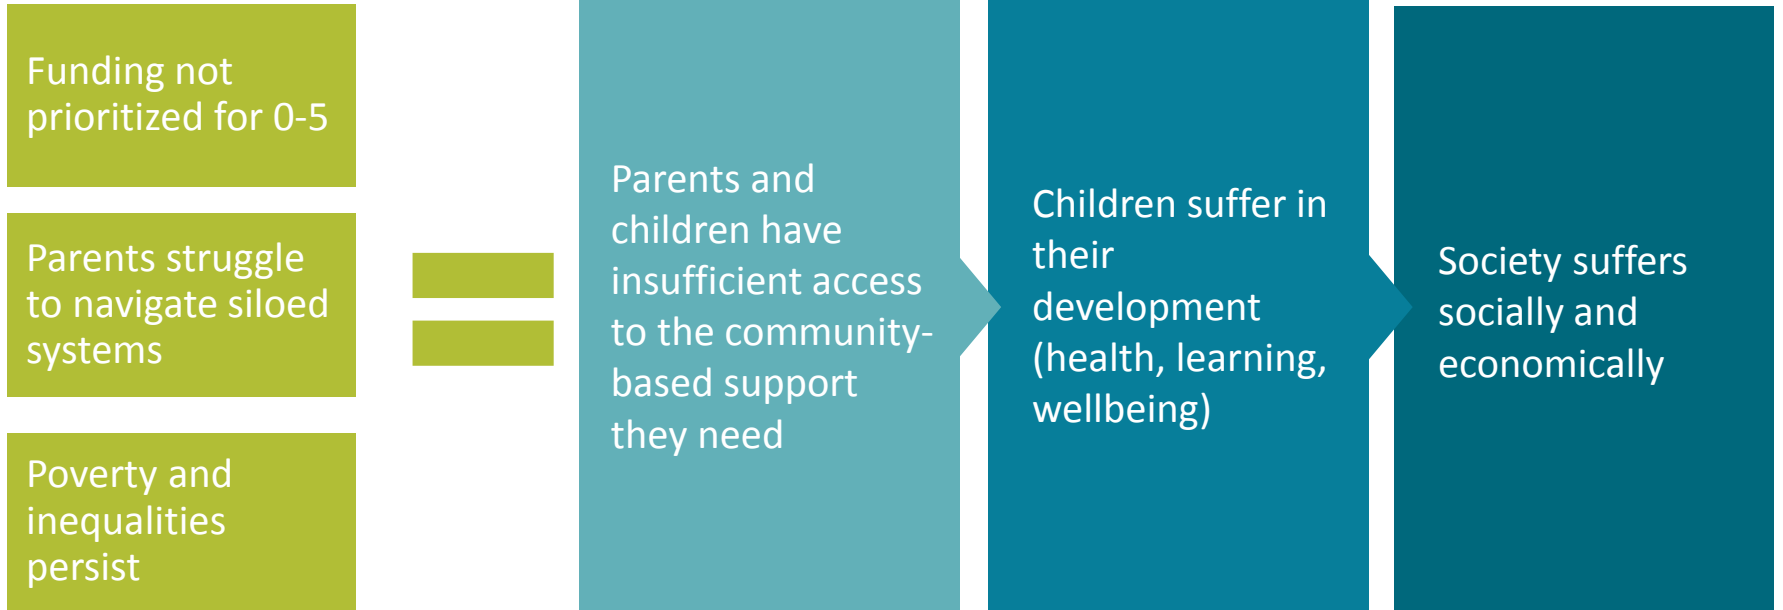 Funding not
prioritized for 0-5
Parents struggle
to navigate siloed
systems
Poverty and
inequalities
persist
Parents and
children have
insufficient access
to the community-
based support
they need
Children suffer in
their
development
(health, learning,
wellbeing)
Society suffers
socially and
economically